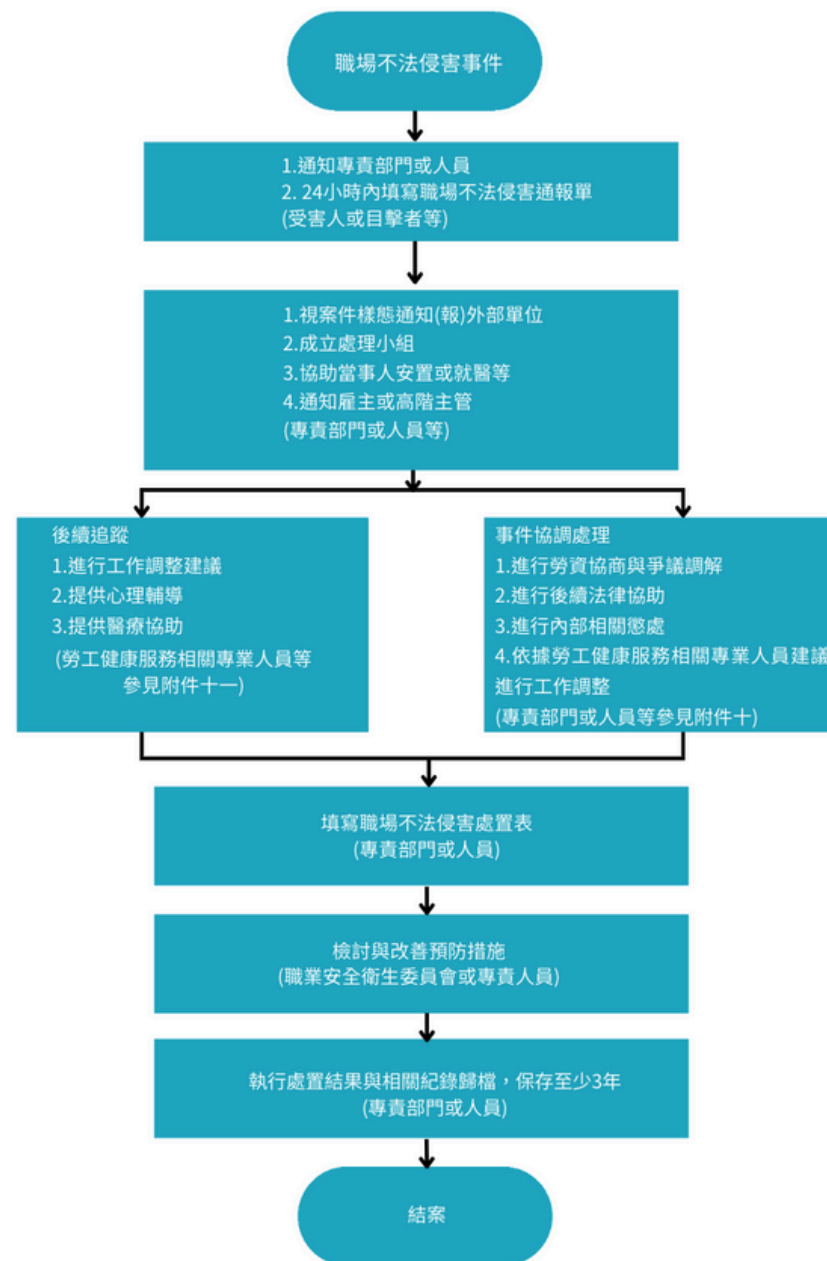 職場不法侵害事件
1.通知專責部門或人員
2. 24小時內填寫職場不法侵害通報單
(受害人或目擊者等)
1.視案件樣態通知(報)外部單位
2.成立處理小組
3.協助當事人安置或就醫等
4.通知雇主或高階主管
(專責部門或人員等)
後續追蹤
1.進行工作調整建議
2.提供心理輔導
3.提供醫療協助
(勞工健康服務相關專業人員等
參見附件十一)
事件協調處理
1.進行勞資協商與爭議調解
2.進行後續法律協助
3.進行內部相關懲處
4.依據勞工健康服務相關專業人員建議
進行工作調整
(專責部門或人員等參見附件十)
填寫職場不法侵害處置表
(專責部門或人員)
檢討與改善預防措施
(職業安全衛生委員會或專責人員)
執行處置結果與相關紀錄歸檔，保存至少3年
(專責部門或人員)
結案